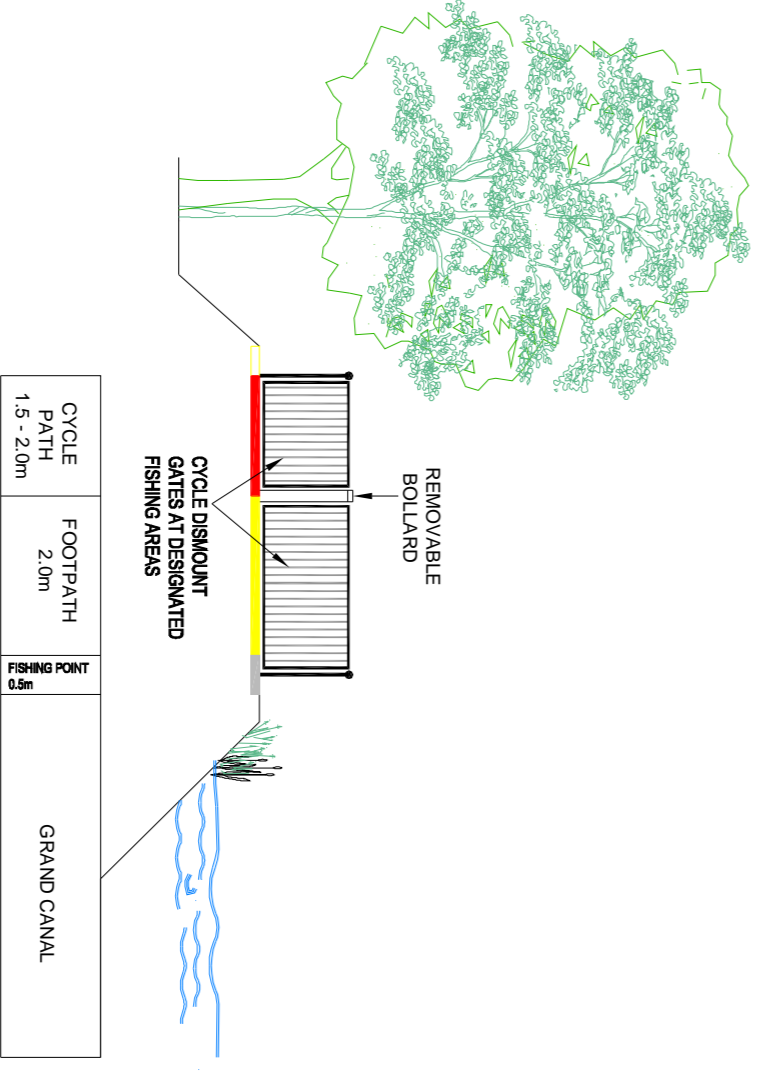 REMOVABLE
BOLLARD
CYCLE DISMOUNT
GATES AT DESIGNATED
FISHING AREAS
CYCLE
PATH
1.5 - 2.0m
FOOTPATH
2.0m
FISHING POINT
0.5m
GRAND CANAL